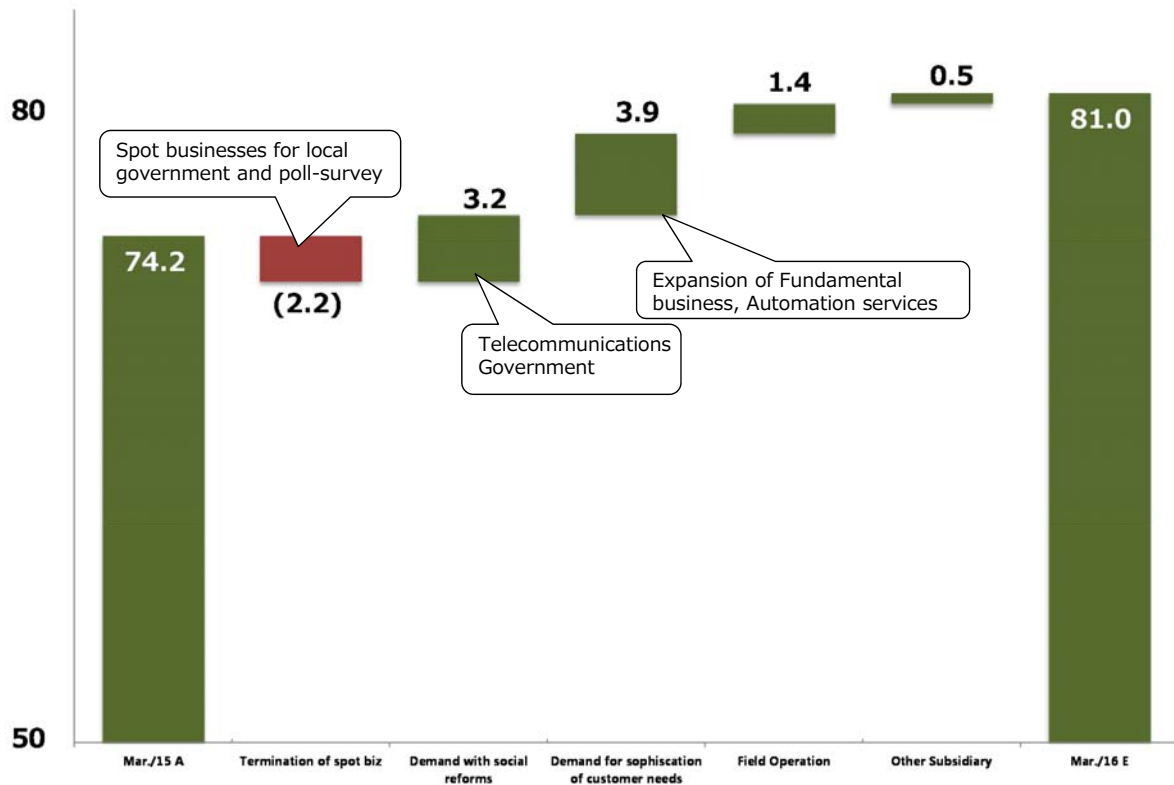 80
50
74.2
(2.2)
3.2
3.9
1.4
0.5
81.0
Spot businesses for local
government and poll-survey
Telecommunications
Government
Expansion of Fundamental
business, Automation services
Mar./15 A
Termination of spot biz
Demand with social
reforms
Demand for sophiscation
of customer needs
Field Operation
Other Subsidiary
Mar./16 E